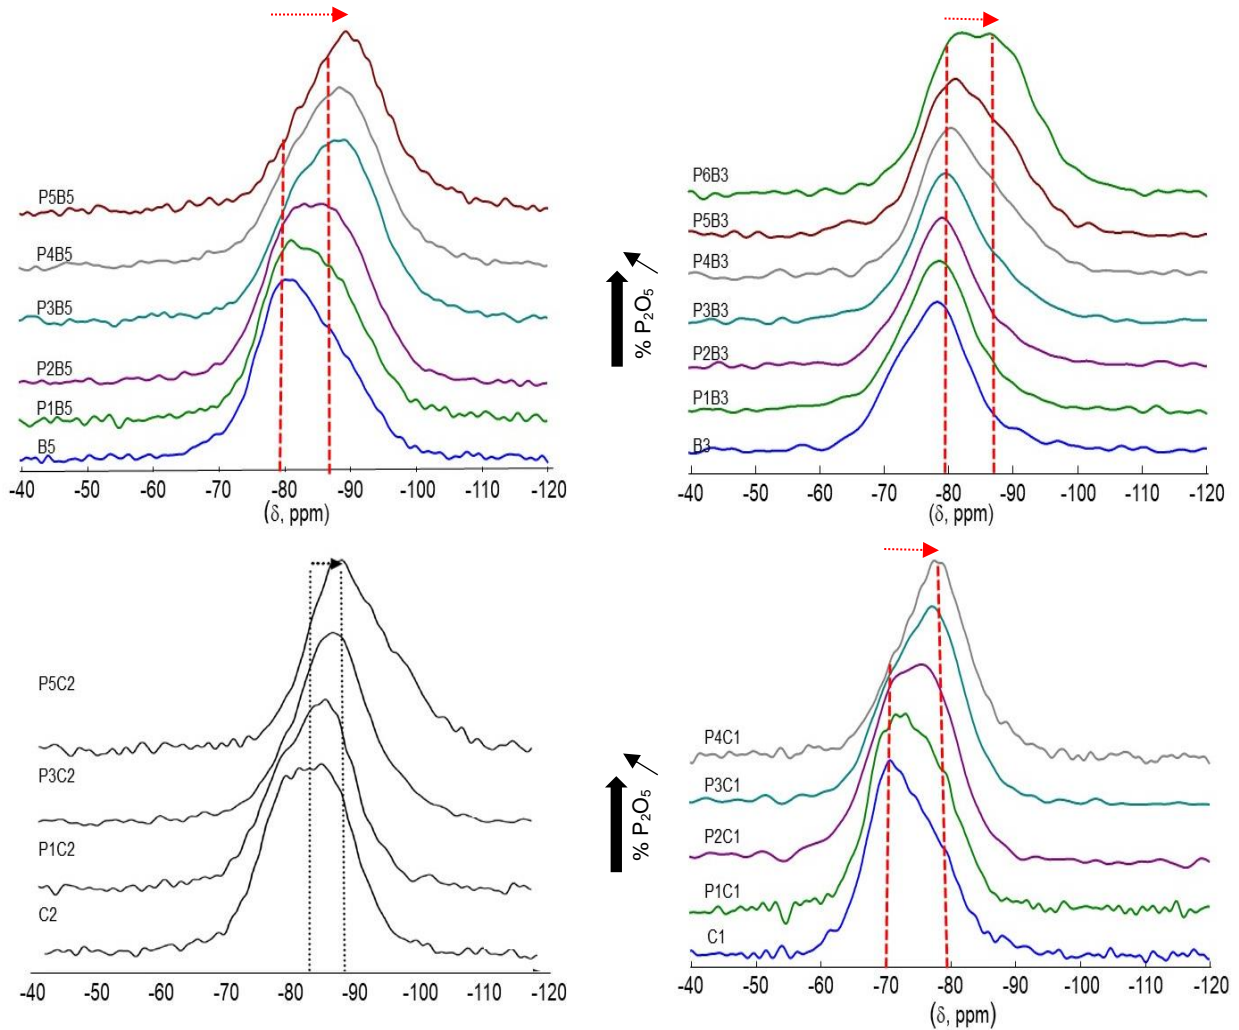 P5B5
P4B5
P3B5
P2B5
P1B5
B5
-40 -50 -60 -70 -80 -90 -100 -110 -120
(δ, ppm)
% P2O5
P6B3
P5B3
P4B3
P3B3
P2B3
P1B3
B3
-40 -50 -60 -70 -80 -90 -100 -110 -120
(δ, ppm)
P5C2
P3C2
P1C2
C2
-40 -50 -60 -70 -80 -90 -100 -110 -120
% P2O5
P4C1
P3C1
P2C1
P1C1
C1
-40 -50 -60 -70 -80 -90 -100 -110 -120
(δ, ppm)